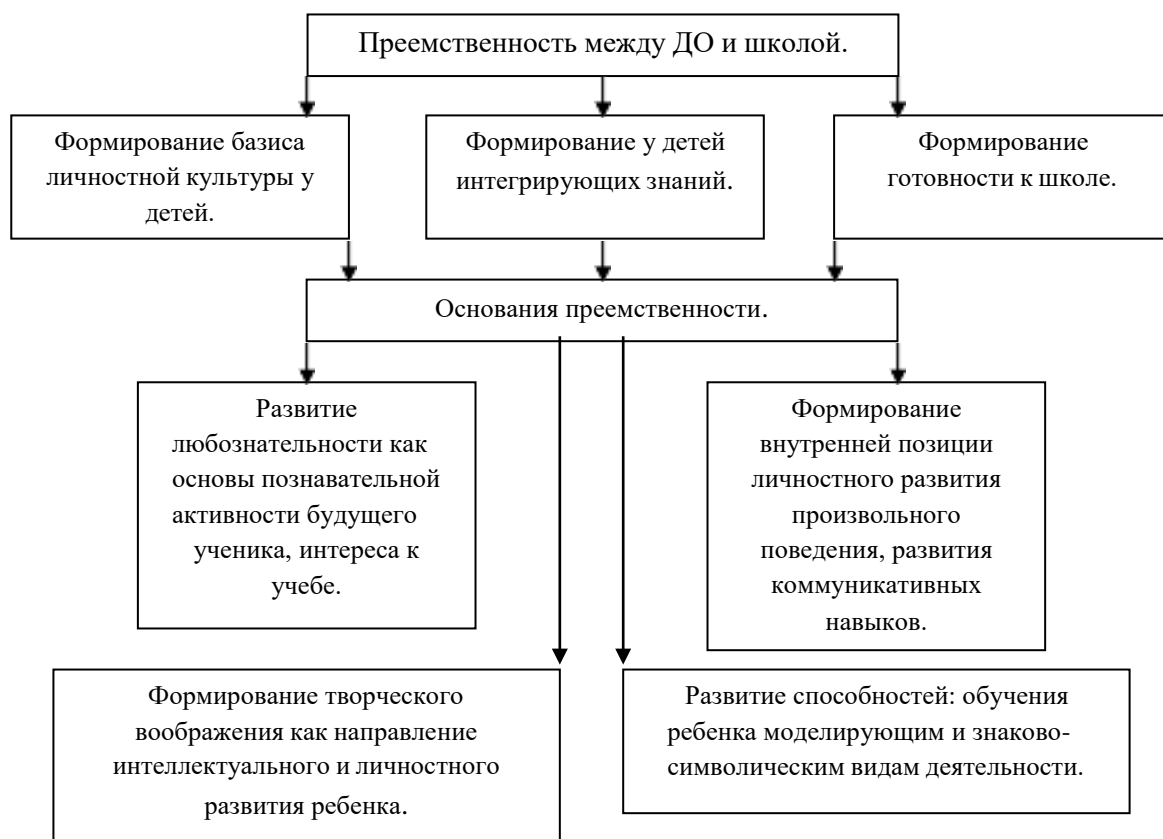 Преемственность между ДО и школой.
Формирование базиса
личностной культуры у
детей.
Формирование у детей
интегрирующих знаний.
Формирование
готовности к школе.
Основания преемственности.
Развитие
любознательности как
основы познавательной
активности будущего
ученика, интереса к
учебе.
Формирование
внутренней позиции
личностного развития
произвольного
поведения, развития
коммуникативных
навыков.
Формирование творческого
воображения как направление
интеллектуального и личностного
развития ребенка.
Развитие способностей: обучения
ребенка моделирующим и знаково-
символическим видам деятельности.